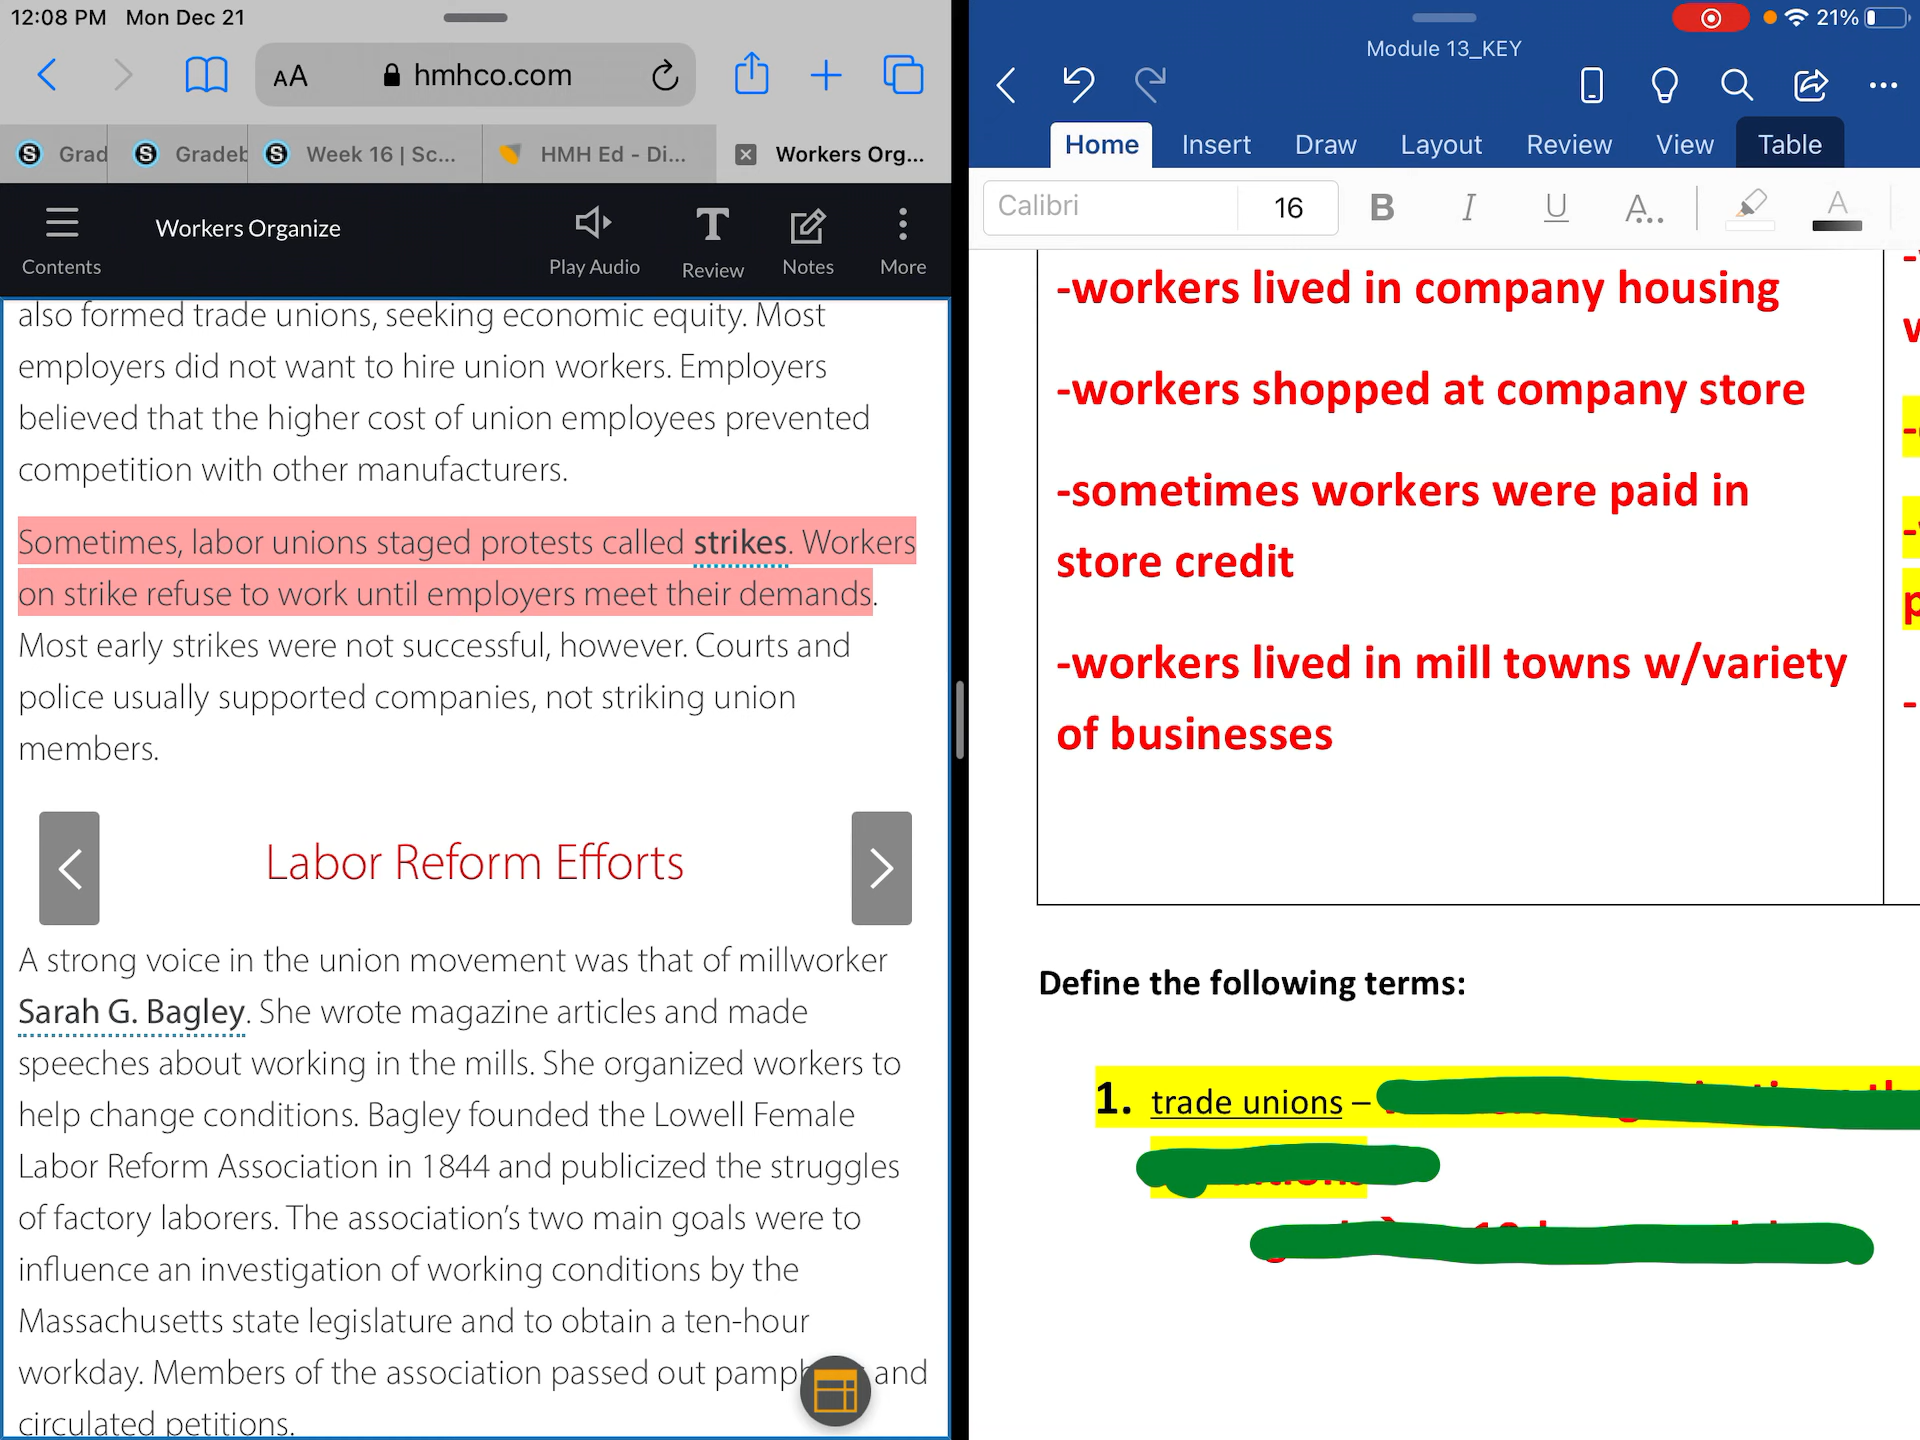 12:08 PM Mon Dec 21
AA hmhco.com
Grad
Gradeb
Week 16 | Sc...
HMH Ed - Di...
Workers Org...
Contents
Workers Organize
Play Audio
Review
Notes
More
also formed trade unions, seeking economic equity. Most
employers did not want to hire union workers. Employers
believed that the higher cost of union employees prevented
competition with other manufacturers.
Sometimes, labor unions staged protests called strikes. Workers
on strike refuse to work until employers meet their demands.
Most early strikes were not successful, however. Courts and
police usually supported companies, not striking union
members.
Labor Reform Efforts
A strong voice in the union movement was that of millworker
Sarah G. Bagley. She wrote magazine articles and made
speeches about working in the mills. She organized workers to
help change conditions. Bagley founded the Lowell Female
Labor Reform Association in 1844 and publicized the struggles
of factory laborers. The association's two main goals were to
influence an investigation of working conditions by the
Massachusetts state legislature and to obtain a ten-hour
workday. Members of the association passed out and
circulated petitions.
21%
Module 13_KEY
Home Insert Draw Layout Review View Table
Calibri 16 B I U A... A
-workers lived in company housing
-workers shopped at company store
-sometimes workers were paid in
store credit
-workers lived in mill towns w/variety
of businesses
Define the following terms:
1. trade unions –